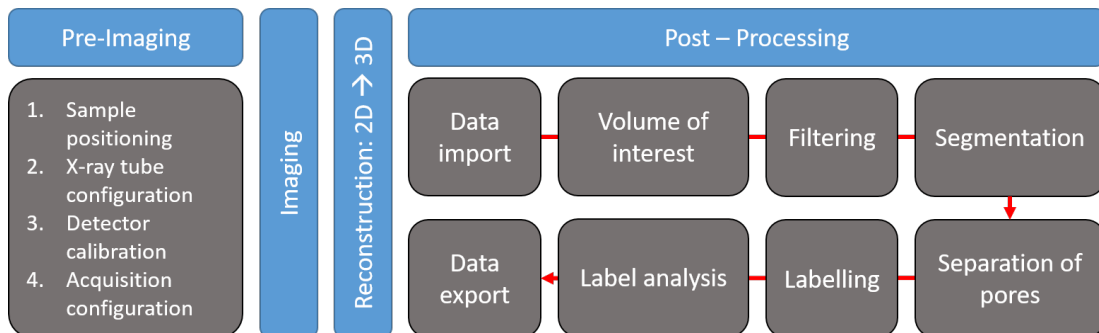 Pre-Imaging
1. Sample
positioning
2. X-ray tube
configuration
3. Detector
calibration
4. Acquisition
configuration
Imaging
Reconstruction: 2D → 3D
Post – Processing
Data
import
Volume of
interest
Filtering
Segmentation
Data
export
Label analysis
Labelling
Separation of
pores